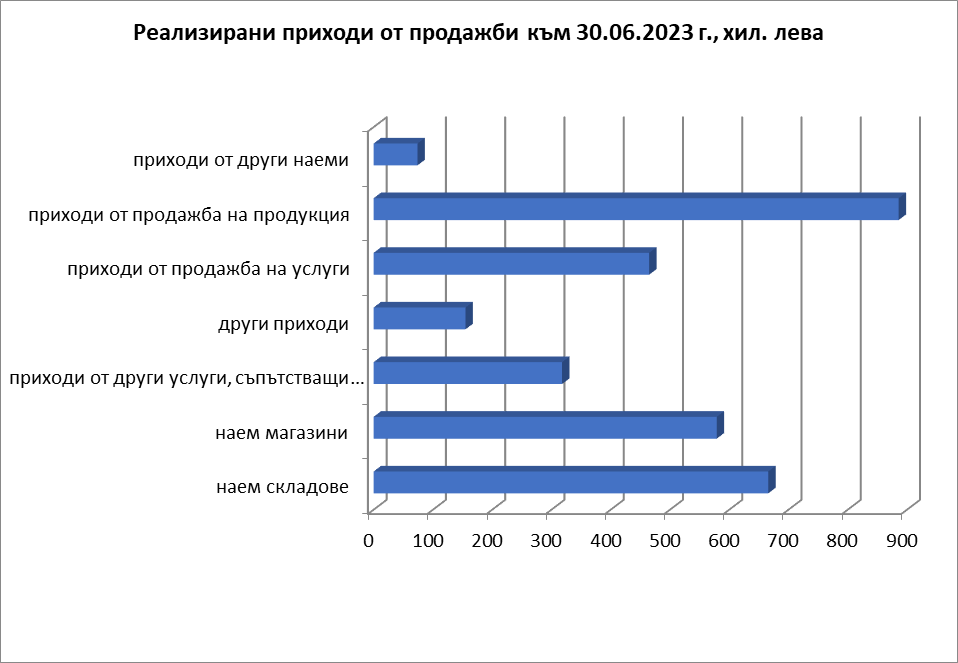 Реализирани приходи от продажби към 30.06.2023 г., хил. лева
приходи от други наеми
приходи от продажба на продукция
приходи от продажба на услуги
други приходи
приходи от други услуги, съпътстващи...
наем магазини
наем складове
0 100 200 300 400 500 600 700 800 900